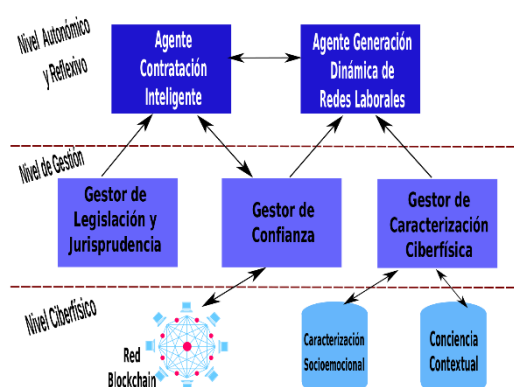 Nivel Autonómico
y Reflexivo
Agente
Contratación
Inteligente
Agente Generación
Dinámica de
Redes Laborales
Nivel de Gestión
Gestor de
Legislación y
Jurisprudencia
Gestor de
Confianza
Gestor de
Caracterización
Ciberfísica
Nivel Ciberfísico
Red
Blockchain
Caracterización
Socioemocional
Conciencia
Contextual